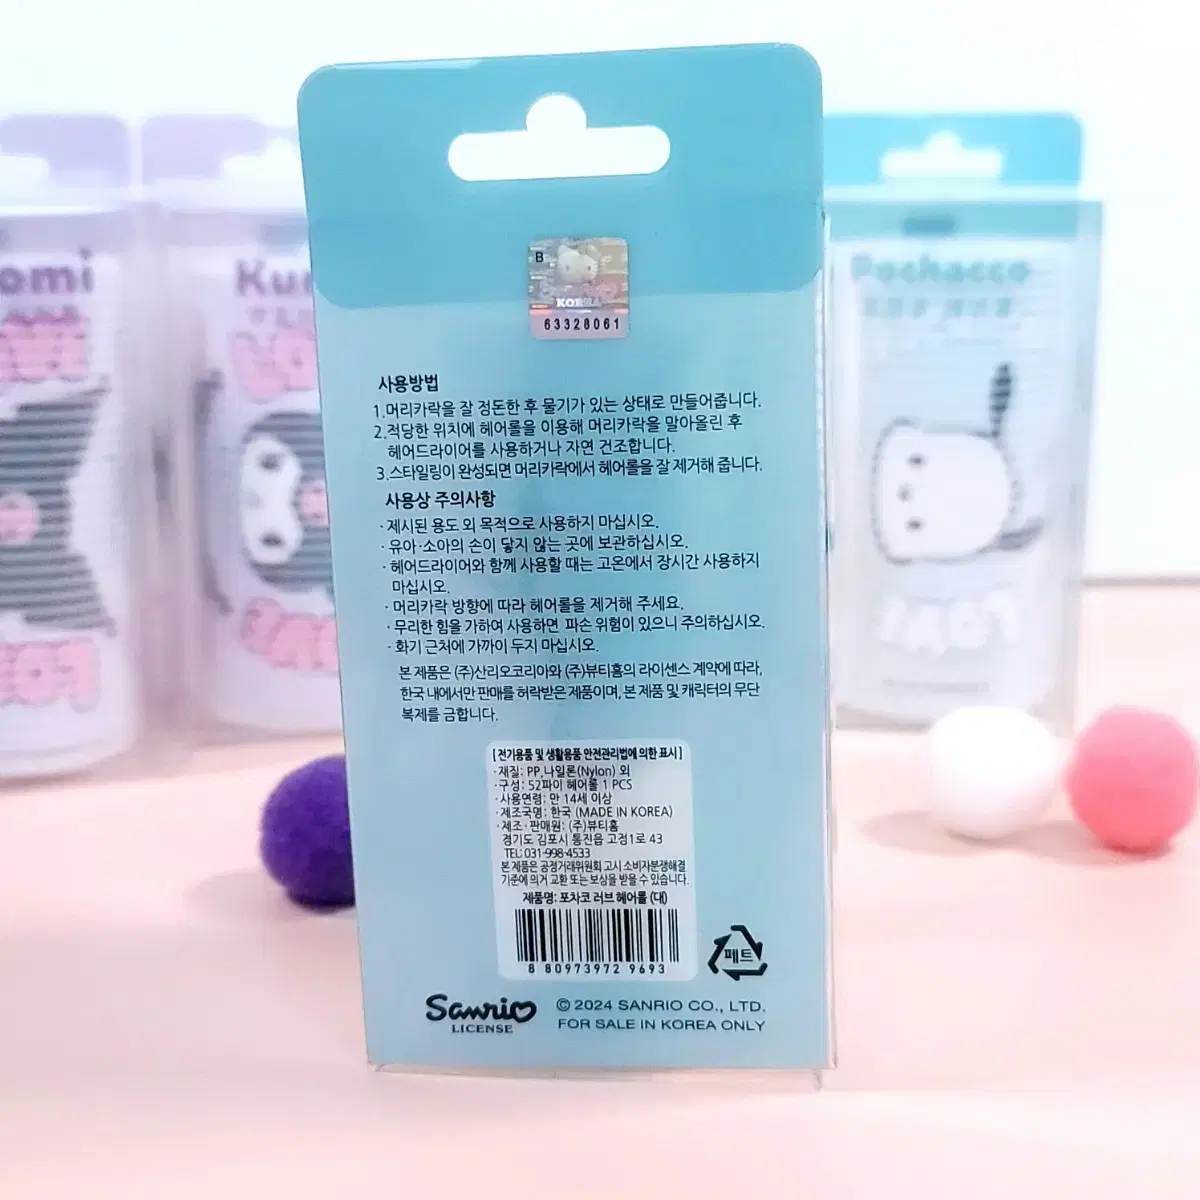 B
KOREA
63328061
사용방법
1.머리카락을 잘 정돈한 후 물기가 있는 상태로 만들어줍니다.
2.적당한 위치에 헤어롤을 이용해 머리카락을 말아올린 후
헤어드라이어를 사용하거나 자연 건조합니다.
3.스타일링이 완성되면 머리카락에서 헤어롤을 잘 제거해 줍니다.
사용상 주의사항
· 제시된 용도 외 목적으로 사용하지 마십시오.
· 유아·소아의 손이 닿지 않는 곳에 보관하십시오.
· 헤어드라이어와 함께 사용할 때는 고온에서 장시간 사용하지
마십시오.
· 머리카락 방향에 따라 헤어롤을 제거해 주세요.
· 무리한 힘을 가하여 사용하면 파손 위험이 있으니 주의하십시오.
· 화기 근처에 가까이 두지 마십시오.
본 제품은 (주)산리오코리아와 (주)뷰티홈의 라이센스 계약에 따라,
한국 내에서만 판매를 허락받은 제품이며, 본 제품 및 캐릭터의 무단
복제를 금합니다.
[ 전기용품 및 생활용품 안전관리법에 의한 표시 ]
· 재질: PP,나일론(Nylon) 외
· 구성: 52파이 헤어롤 1 PCS
· 사용연령: 만 14세 이상
· 제조국명: 한국 (MADE IN KOREA)
· 제조·판매원: (주)뷰티홈
경기도 김포시 통진읍 고정1로 43
TEL: 031-998-4533
본 제품은 공정거래위원회 고시 소비자분쟁해결
기준에 의거 교환 또는 보상을 받을 수 있습니다.
제품명: 포차코 러브 헤어롤 (대)
8 809739729693
페트
Sanrio
LICENSE
© 2024 SANRIO CO., LTD.
FOR SALE IN KOREA ONLY
omi
Kur
Pochacco